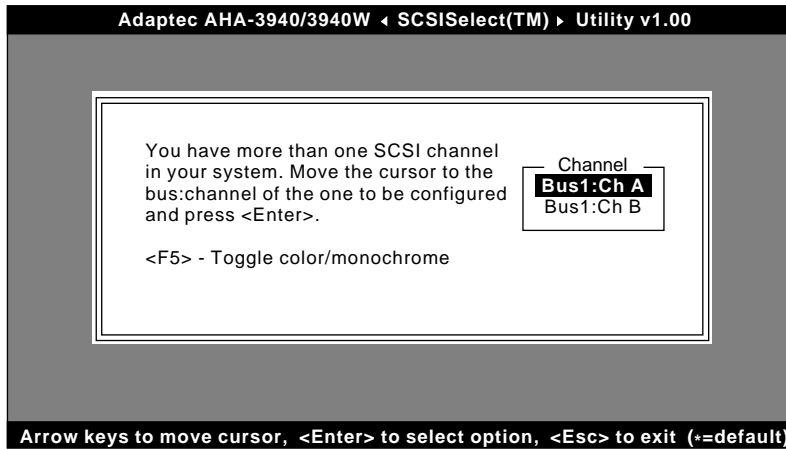 Adaptec AHA-3940/3940W ◂ SCSISelect(TM) ▸ Utility v1.00
You have more than one SCSI channel
in your system. Move the cursor to the
bus:channel of the one to be configured
and press <Enter>.
<F5> - Toggle color/monochrome
Channel
Bus1:Ch A
Bus1:Ch B
Arrow keys to move cursor, <Enter> to select option, <Esc> to exit (*=default)